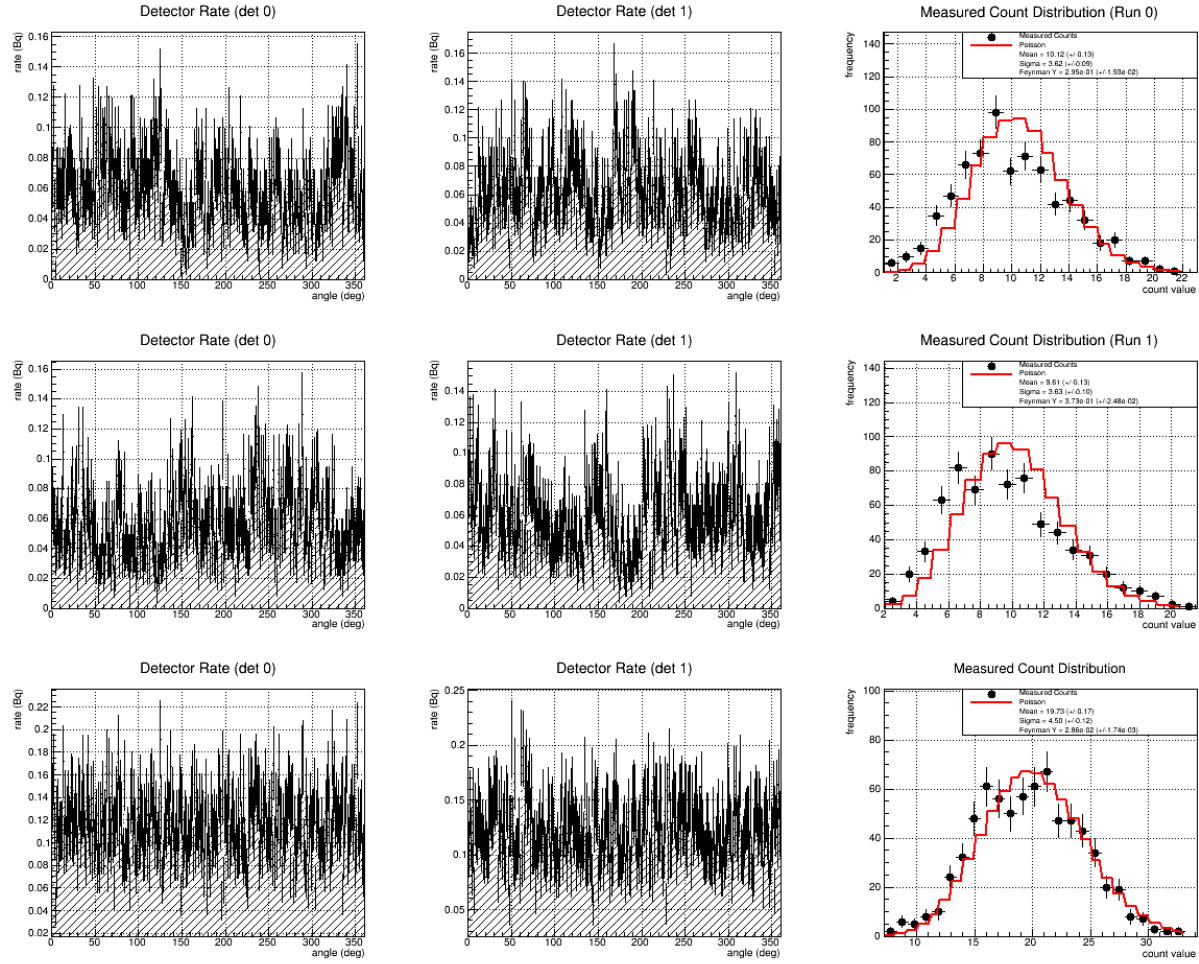 Detector Rate (det 0)
rate (Bq)
0.16
0.14
0.12
0.1
0.08
0.06
0.04
0.02
0
0 50 100 150 200 250 300 350
angle (deg)
Detector Rate (det 1)
rate (Bq)
0.16
0.14
0.12
0.1
0.08
0.06
0.04
0.02
0
0 50 100 150 200 250 300 350
angle (deg)
Measured Count Distribution (Run 0)
frequency
Measured Counts
Poisson
Mean = 10.12 (+/-0.13)
Sigma = 3.62 (+/-0.09)
Feynman Y = 2.95e-01 (+/-1.93e-02)
140
120
100
80
60
40
20
0
2 4 6 8 10 12 14 16 18 20 22
count value
Detector Rate (det 0)
rate (Bq)
0.16
0.14
0.12
0.1
0.08
0.06
0.04
0.02
0
0 50 100 150 200 250 300 350
angle (deg)
Detector Rate (det 1)
rate (Bq)
0.14
0.12
0.1
0.08
0.06
0.04
0.02
0
0 50 100 150 200 250 300 350
angle (deg)
Measured Count Distribution (Run 1)
frequency
Measured Counts
Poisson
Mean = 9.61 (+/-0.13)
Sigma = 3.63 (+/-0.10)
Feynman Y = 3.73e-01 (+/-2.48e-02)
140
120
100
80
60
40
20
0
2 4 6 8 10 12 14 16 18 20
count value
Detector Rate (det 0)
rate (Bq)
0.22
0.2
0.18
0.16
0.14
0.12
0.1
0.08
0.06
0.04
0.02
0 50 100 150 200 250 300 350
angle (deg)
Detector Rate (det 1)
rate (Bq)
0.25
0.2
0.15
0.1
0.05
0 50 100 150 200 250 300 350
angle (deg)
Measured Count Distribution
frequency
Measured Counts
Poisson
Mean = 19.73 (+/-0.17)
Sigma = 4.50 (+/-0.12)
Feynman Y = 2.86e-02 (+/-1.74e-03)
100
80
60
40
20
0
10 15 20 25 30
count value